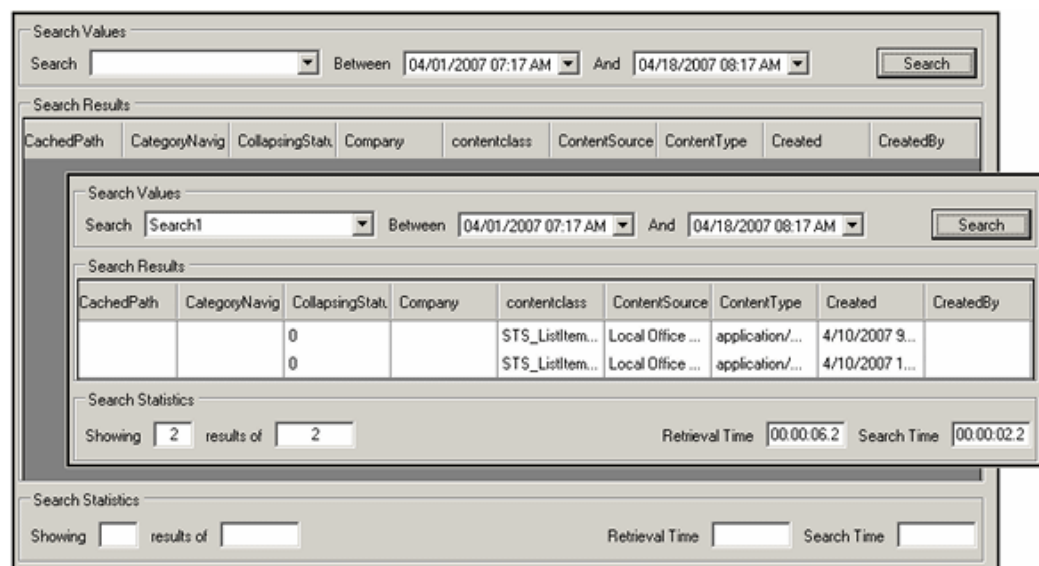 Search Values
Search Between 04/01/2007 07:17 AM And 04/18/2007 08:17 AM Search
Search Results
CachedPath CategoryNavig CollapsingStatu Company contentclass ContentSource ContentType Created CreatedBy
Search Values
Search Search1 Between 04/01/2007 07:17 AM And 04/18/2007 08:17 AM Search
Search Results
CachedPath CategoryNavig CollapsingStatu Company contentclass ContentSource ContentType Created CreatedBy
0 STS_ListItem... Local Office ... application/... 4/10/2007 9...
0 STS_ListItem... Local Office ... application/... 4/10/2007 1...
Search Statistics
Showing 2 results of 2 Retrieval Time 00:00:06.2 Search Time 00:00:02.2
Search Statistics
Showing results of Retrieval Time Search Time